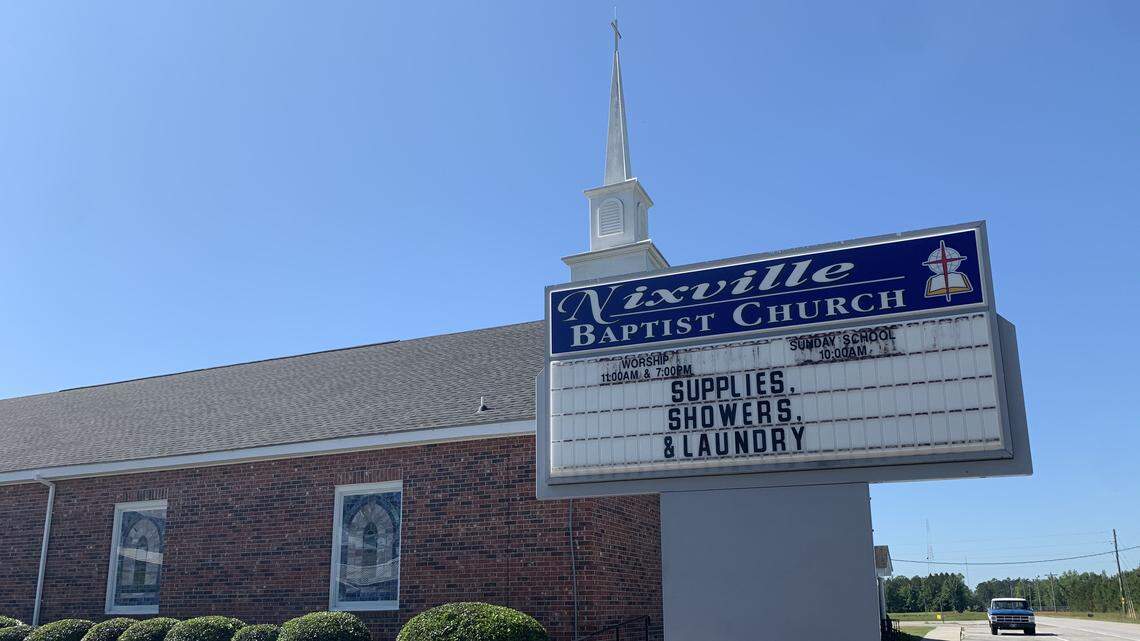 Nixville
BAPTIST CHURCH
WORSHIP
11:00AM & 7:00PM
SUNDAY SCHOOL
10:00AM
SUPPLIES,
SHOWERS,
& LAUNDRY